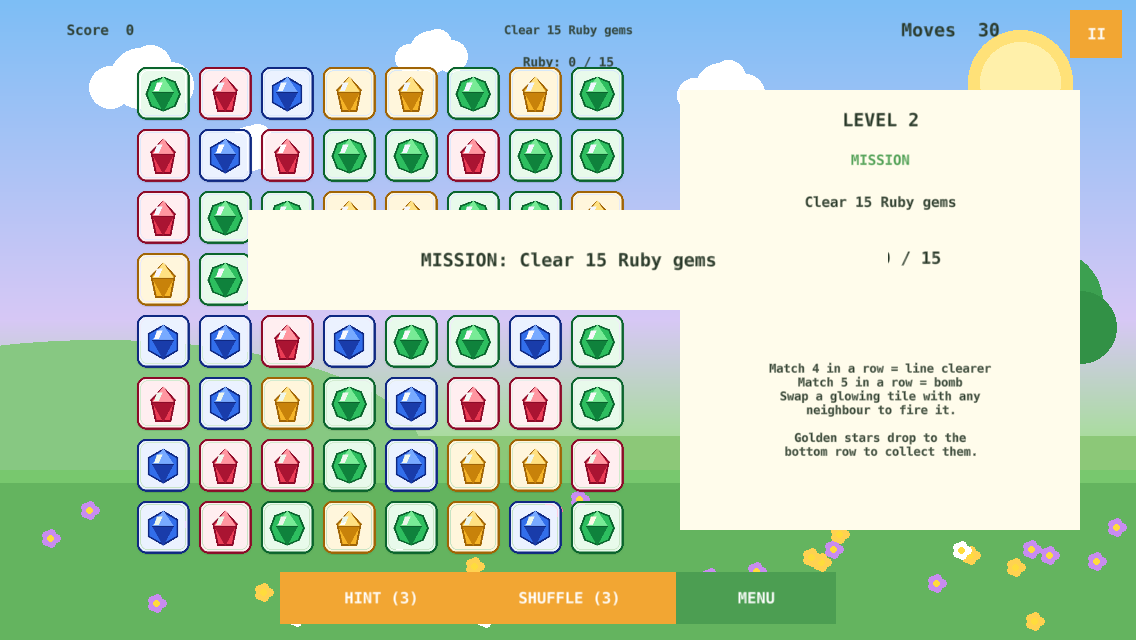 Score 0
Clear 15 Ruby gems
Moves 30
II
Ruby: 0 / 15
LEVEL 2
MISSION
Clear 15 Ruby gems
MISSION: Clear 15 Ruby gems
/ 15
Match 4 in a row = line clearer
Match 5 in a row = bomb
Swap a glowing tile with any
neighbour to fire it.
Golden stars drop to the
bottom row to collect them.
HINT (3)
SHUFFLE (3)
MENU